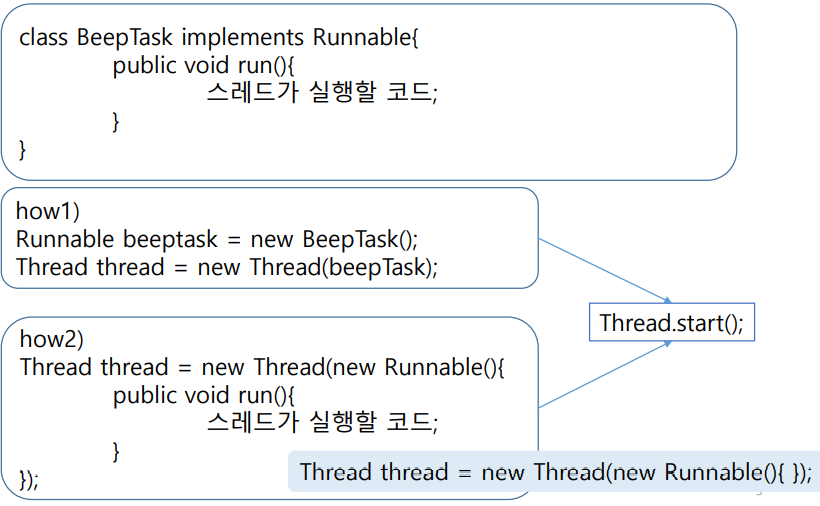 class BeepTask implements Runnable{
public void run(){
스레드가 실행할 코드;
}
}
how1)
Runnable beeptask = new BeepTask();
Thread thread = new Thread(beepTask);
Thread.start();
how2)
Thread thread = new Thread(new Runnable(){
public void run(){
스레드가 실행할 코드;
}
});
Thread thread = new Thread(new Runnable(){ });